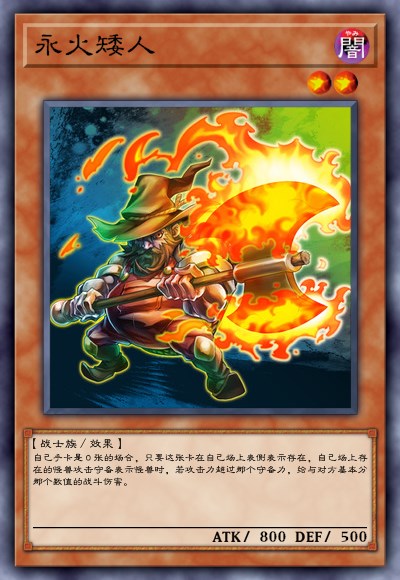 永火矮人
やみ
闇
【战士族/效果】
自己手卡是0张的场合，只要这张卡在自己场上表侧表示存在，自己场上存
在的怪兽攻击守备表示怪兽时，若攻击力超过那个守备力，给与对方基本分
那个数值的战斗伤害。
ATK/ 800 DEF/ 500